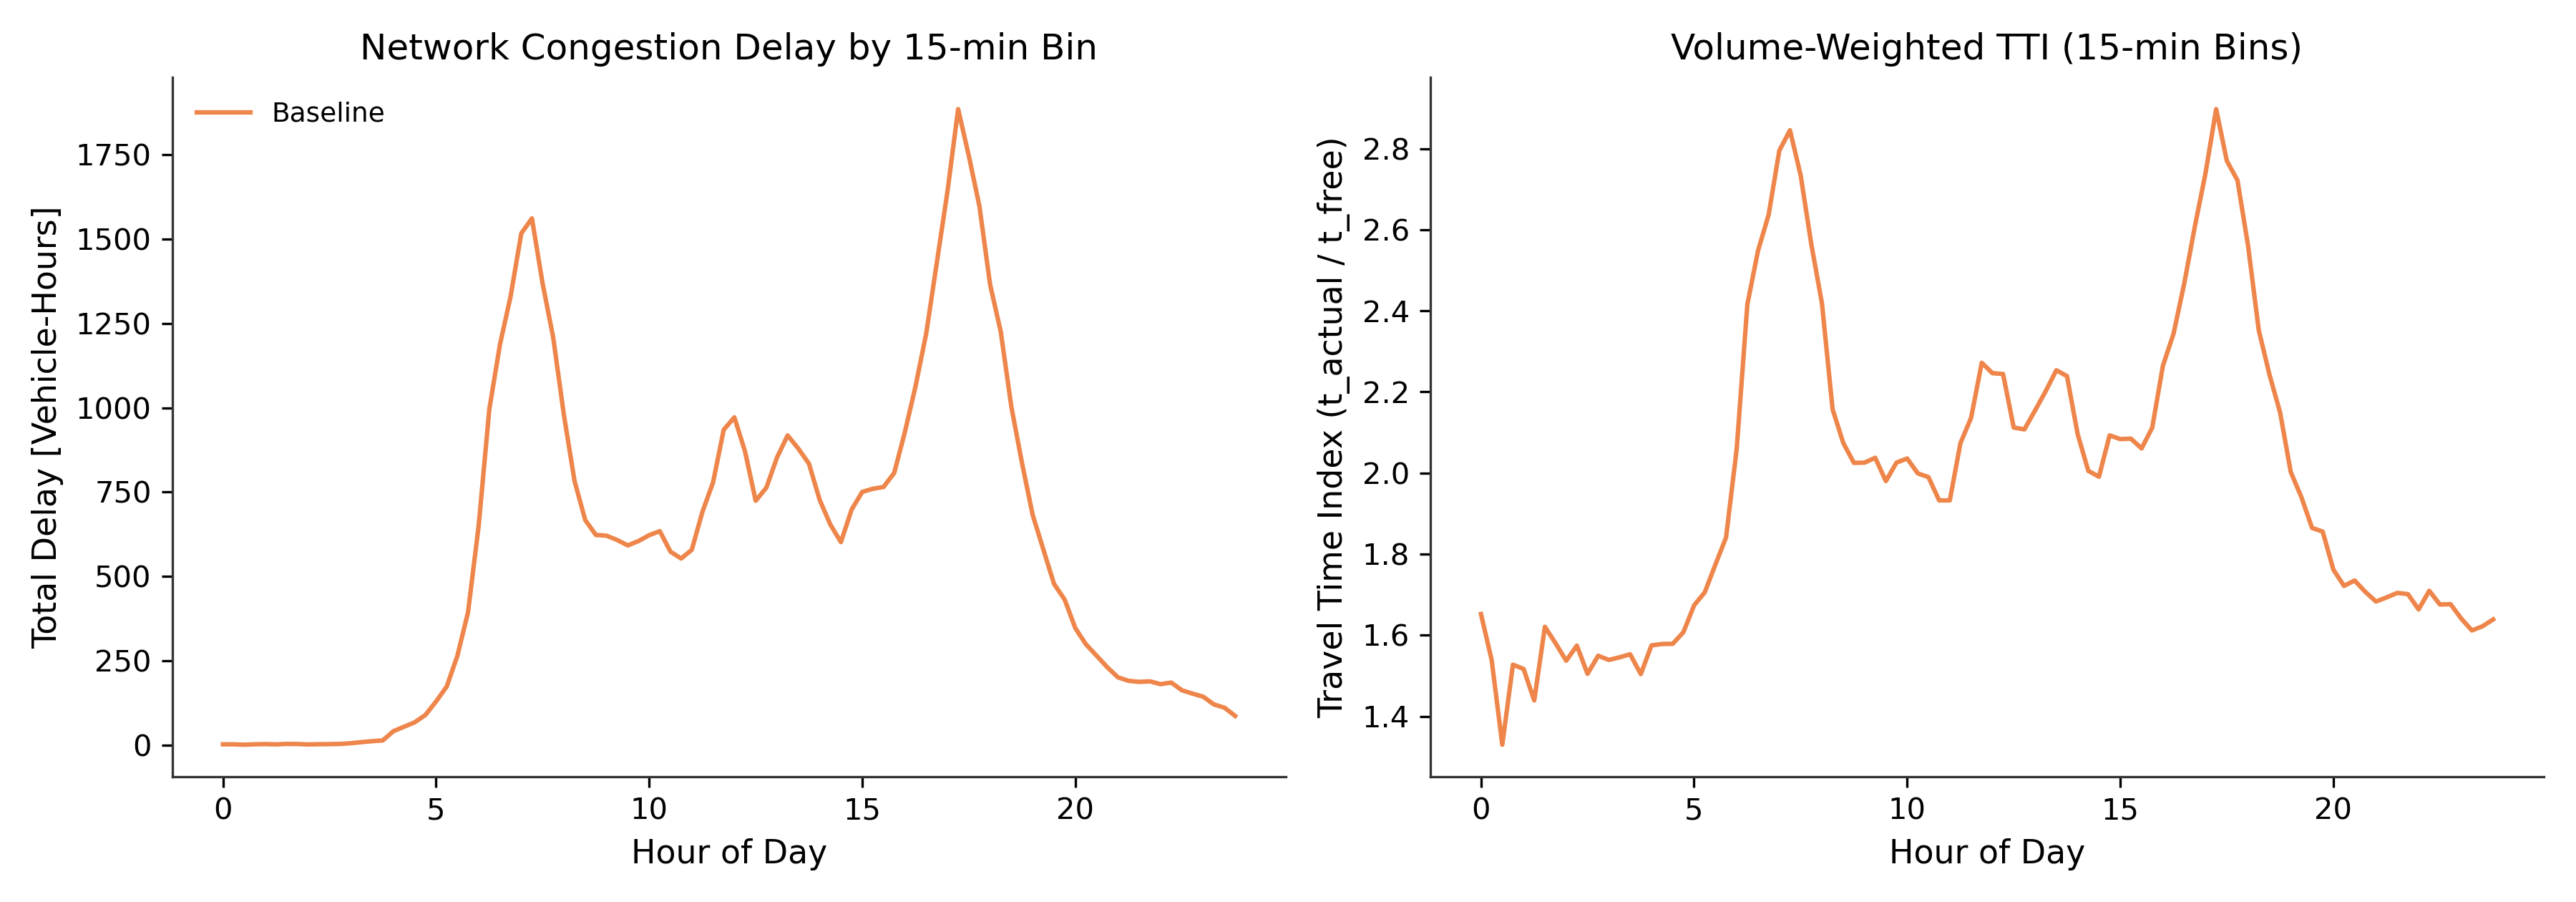 Network Congestion Delay by 15-min Bin
Baseline
Total Delay [Vehicle-Hours]
1750
1500
1250
1000
750
500
250
0
0 5 10 15 20
Hour of Day
Volume-Weighted TTI (15-min Bins)
Travel Time Index (t_actual / t_free)
2.8
2.6
2.4
2.2
2.0
1.8
1.6
1.4
0 5 10 15 20
Hour of Day